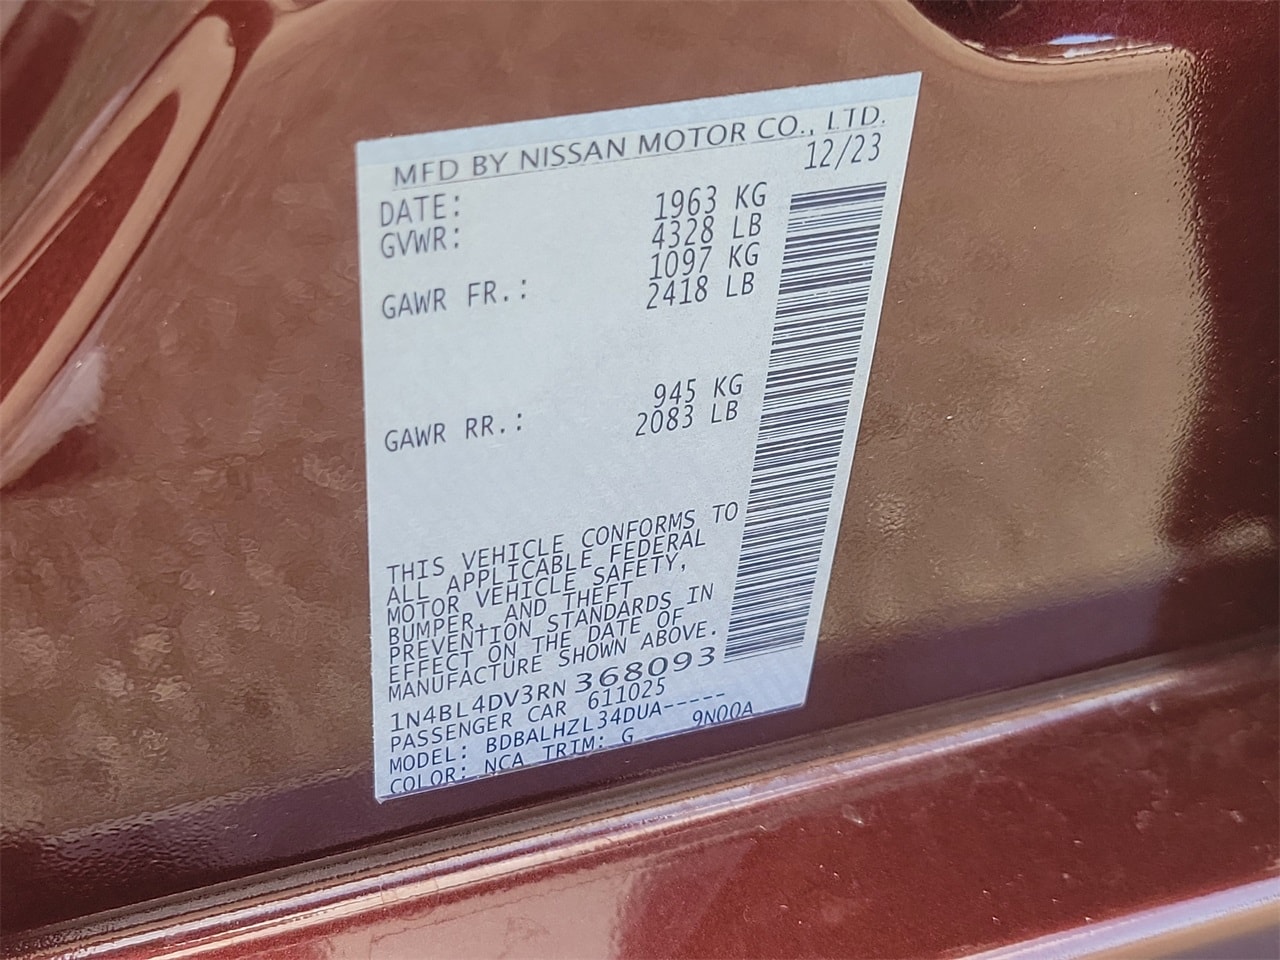 MFD BY NISSAN MOTOR CO., LTD.
DATE: 12/23
GVWR: 1963 KG
4328 LB
GAWR FR.: 1097 KG
2418 LB
GAWR RR.: 945 KG
2083 LB
THIS VEHICLE CONFORMS TO
ALL APPLICABLE FEDERAL
MOTOR VEHICLE SAFETY,
BUMPER, AND THEFT
PREVENTION STANDARDS IN
EFFECT ON THE DATE OF
MANUFACTURE SHOWN ABOVE.
1N4BL4DV3RN 368093
PASSENGER CAR 611025
MODEL: BDBALHZL34DUA-----
COLOR: NCA TRIM: G 9N00A